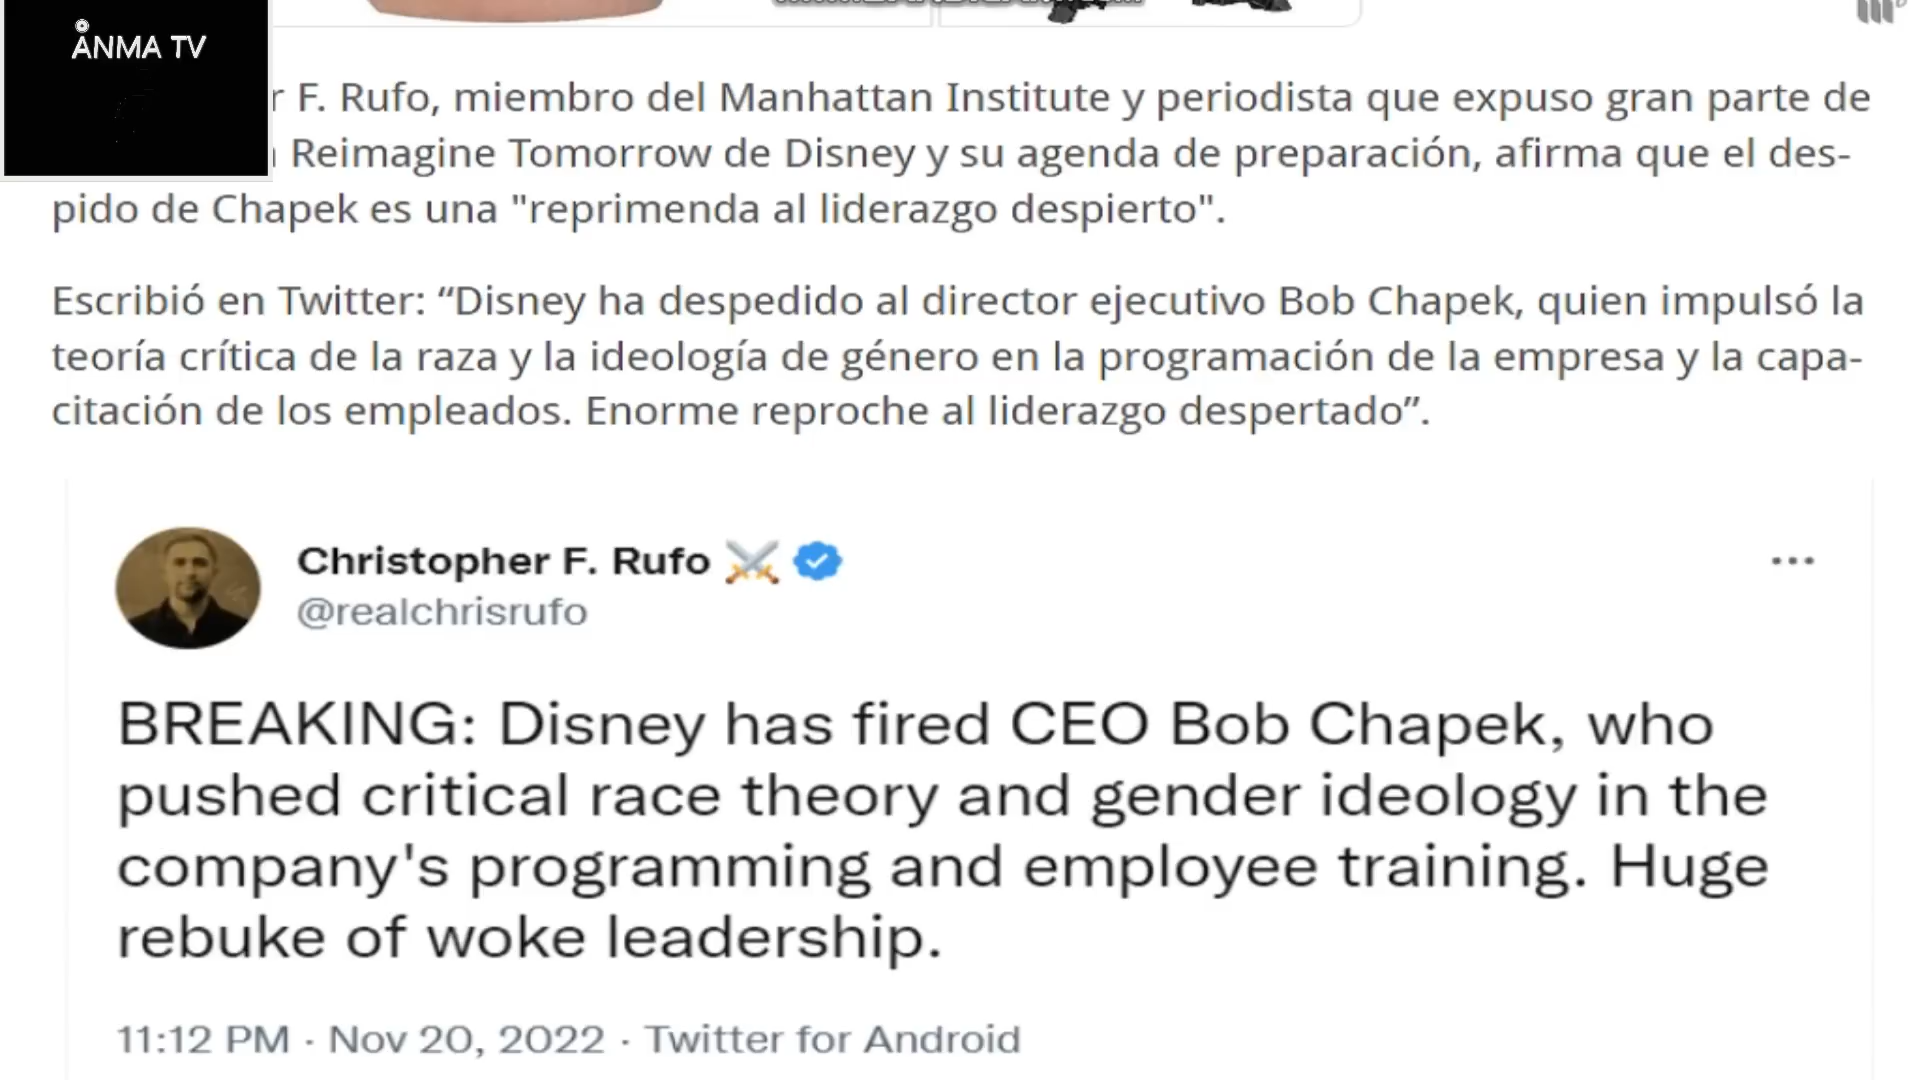 ANMA TV
F. Rufo, miembro del Manhattan Institute y periodista que expuso gran parte de
Reimagine Tomorrow de Disney y su agenda de preparación, afirma que el des-
pido de Chapek es una "reprimenda al liderazgo despierto".
Escribió en Twitter: “Disney ha despedido al director ejecutivo Bob Chapek, quien impulsó la
teoría crítica de la raza y la ideología de género en la programación de la empresa y la capa-
citación de los empleados. Enorme reproche al liderazgo despertado”.
Christopher F. Rufo
@realchrisrufo
BREAKING: Disney has fired CEO Bob Chapek, who
pushed critical race theory and gender ideology in the
company's programming and employee training. Huge
rebuke of woke leadership.
11:12 PM · Nov 20, 2022 · Twitter for Android